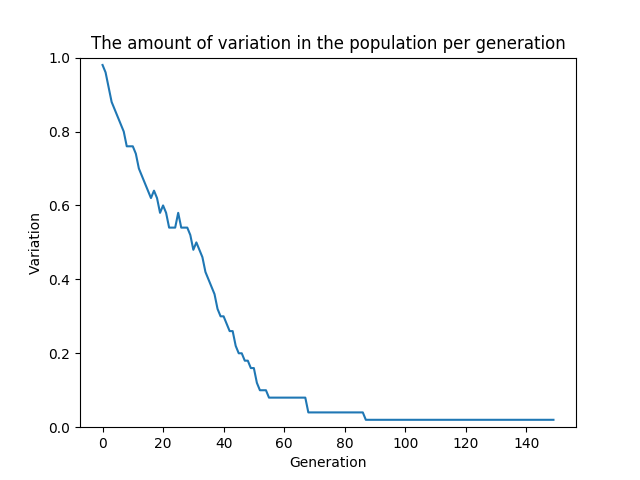 The amount of variation in the population per generation
1.0
0.8
0.6
0.4
0.2
0.0
Variation
0 20 40 60 80 100 120 140
Generation